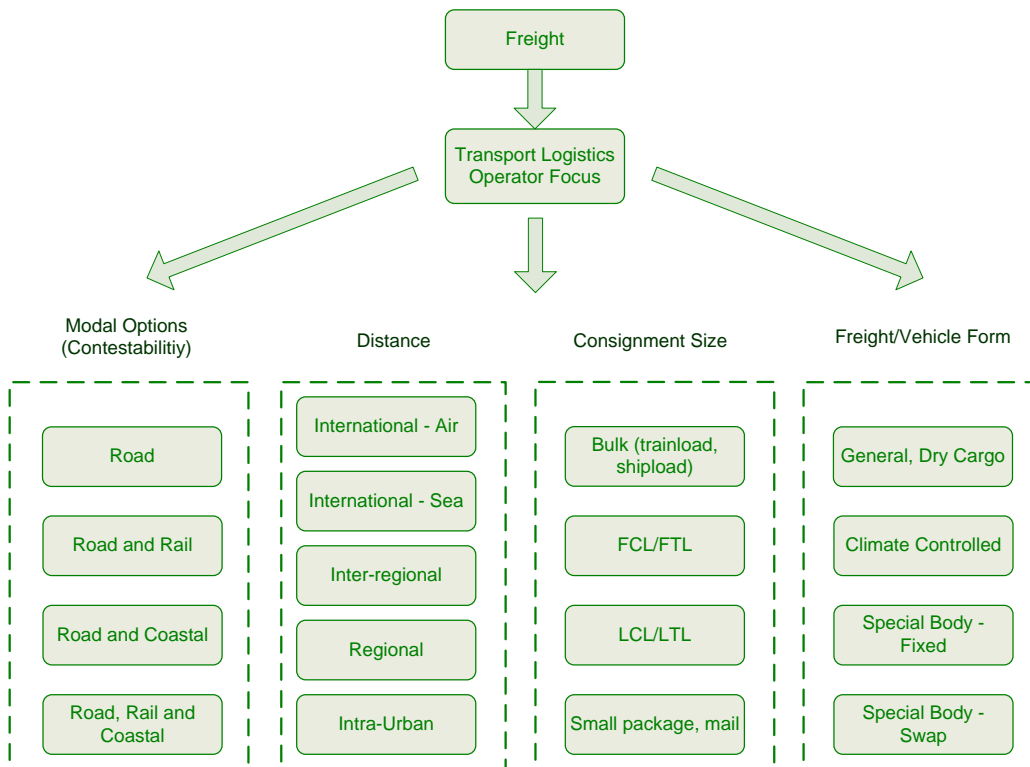 Freight
Transport Logistics
Operator Focus
Modal Options
(Contestabilitiy)
Distance
Consignment Size
Freight/Vehicle Form
Road
Road and Rail
Road and Coastal
Road, Rail and
Coastal
International - Air
International - Sea
Inter-regional
Regional
Intra-Urban
Bulk (trainload,
shipload)
FCL/FTL
LCL/LTL
Small package, mail
General, Dry Cargo
Climate Controlled
Special Body -
Fixed
Special Body -
Swap